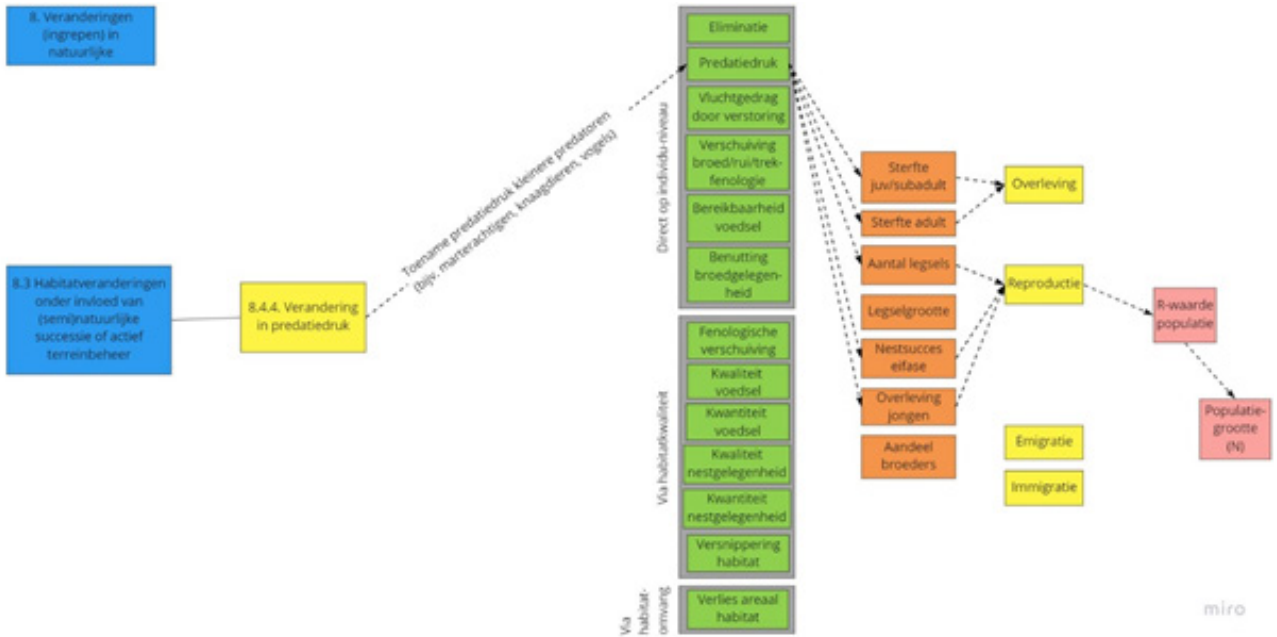 8. Veranderingen
(ingrepen) in
natuurlijke
8.3 Habitatveranderingen
onder invloed van
(semi)natuurlijke
successie of actief
terreinbeheer
8.4.4. Verandering
in predatiedruk
Toename predatiedruk kleinere predatoren
(bijv. marterachtigen, knaagdieren, vogels)
Direct op individu-niveau
Eliminatie
Predatiedruk
Vluchtgedrag
door verstoring
Verschuiving
broed/rui/trek-
fenologie
Bereikbaarheid
voedsel
Benutting
broedgelegen-
heid
Via habitatkwaliteit
Fenologische
verschuiving
Kwaliteit
voedsel
Kwantiteit
voedsel
Kwaliteit
nestgelegenheid
Kwantiteit
nestgelegenheid
Versnippering
habitat
Via
habitat-
omvang
Verlies areaal
habitat
Sterfte
juv/subadult
Sterfte adult
Aantal legsels
Legselgrootte
Nestsucces
eifase
Overleving
jongen
Aandeel
broeders
Overleving
Reproductie
Emigratie
Immigratie
R-waarde
populatie
Populatie-
grootte
(N)
miro